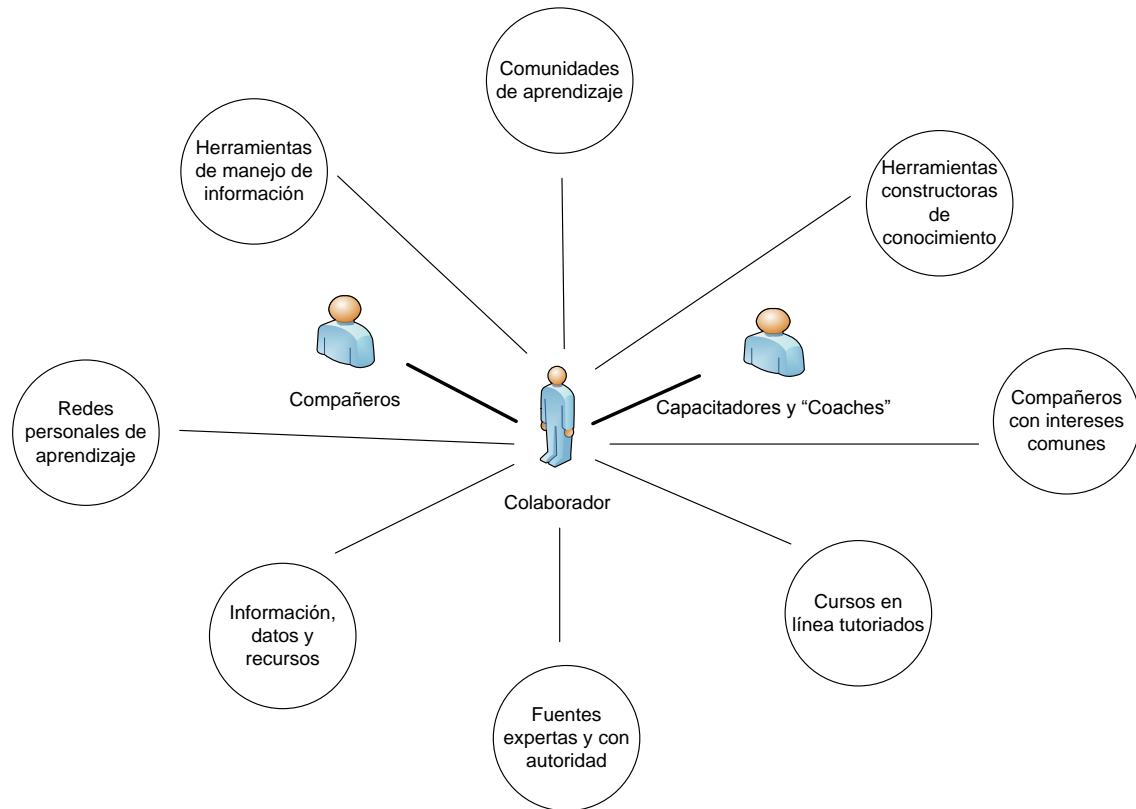 Comunidades
de aprendizaje
Herramientas
de manejo de
información
Herramientas
constructoras
de
conocimiento
Compañeros
Capacitadores y “Coaches”
Redes
personales de
aprendizaje
Compañeros
con intereses
comunes
Colaborador
Información,
datos y
recursos
Cursos en
línea tutoriados
Fuentes
expertas y con
autoridad